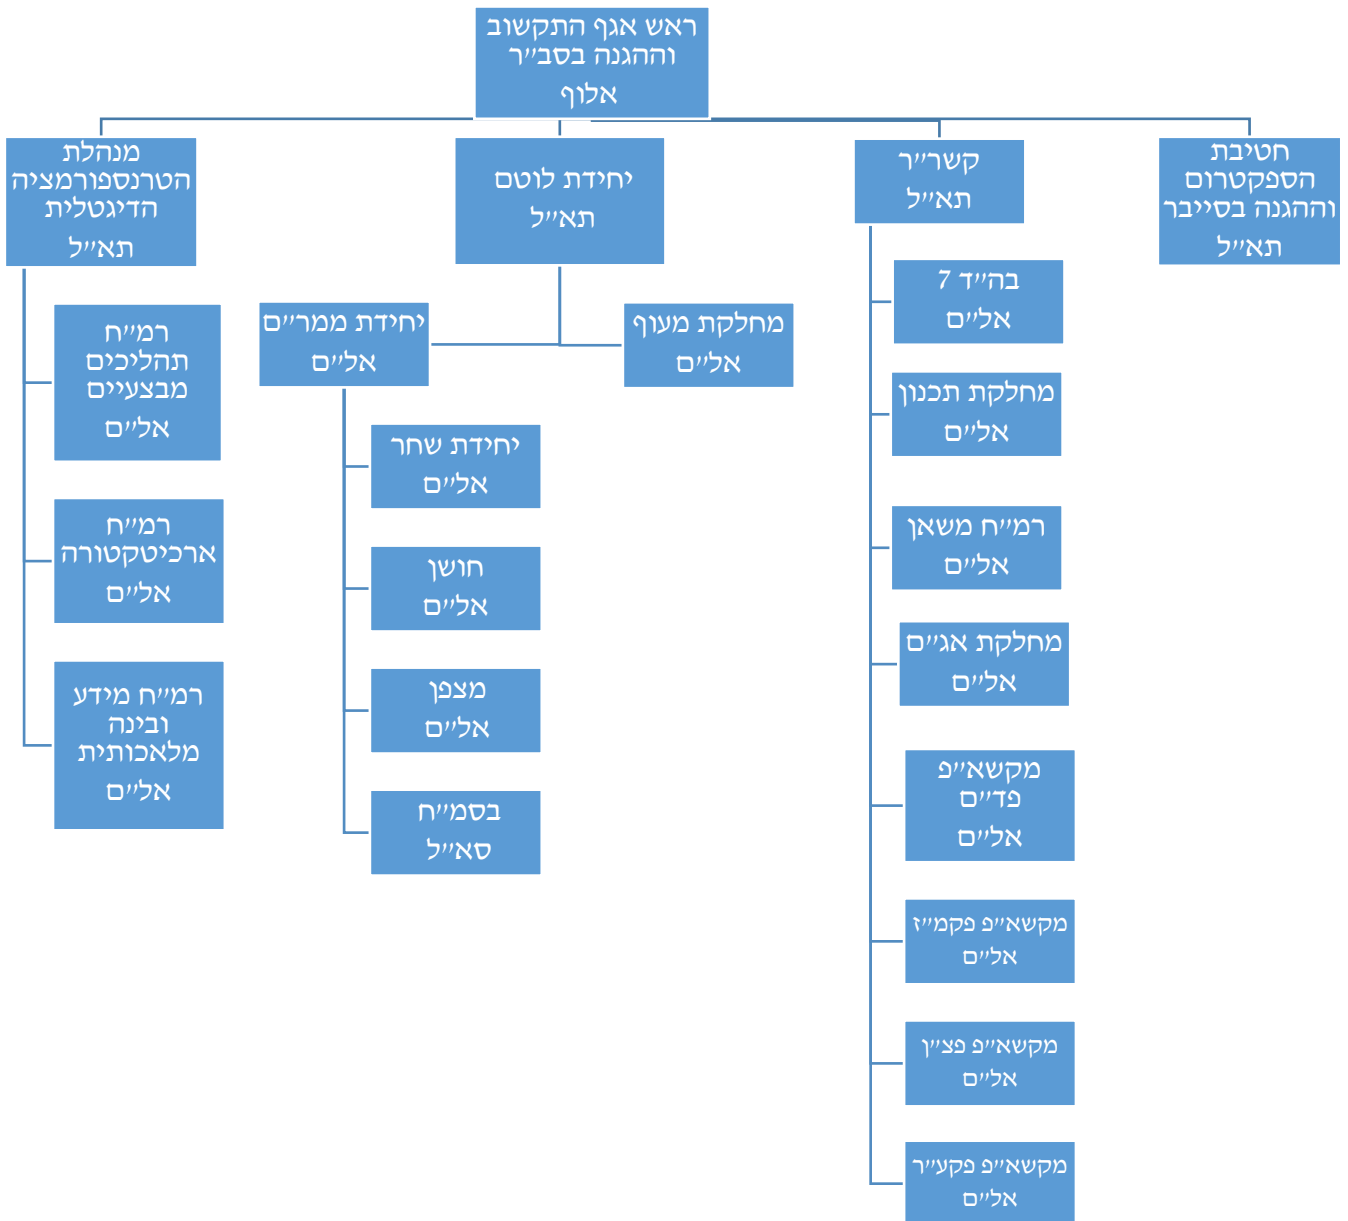 ראש אגף התקשוב
וההגנה בסב״ר
אלוף
חטיבת
הספקטרום
וההגנה בסייבר
תא״ל
קשר״ר
תא״ל
בה״ד 7
אל״ם
מחלקת תכנון
אל״ם
רמ״ח משאן
אל״ם
מחלקת אג״ם
אל״ם
מקשא״פ
פד״ם
אל״ם
מקשא״פ פקמ״ז
אל״ם
מקשא״פ פצ״ן
אל״ם
מקשא״פ פקע״ר
אל״ם
יחידת לוטם
תא״ל
מחלקת מעוף
אל״ם
יחידת ממר״ם
אל״ם
יחידת שחר
אל״ם
חושן
אל״ם
מצפן
אל״ם
בסמ״ח
סא״ל
מנהלת
הטרנספורמציה
הדיגטלית
תא״ל
רמ״ח
תהליכים
מבצעיים
אל״ם
רמ״ח
ארכיטקטורה
אל״ם
רמ״ח מידע
ובינה
מלאכותית
אל״ם